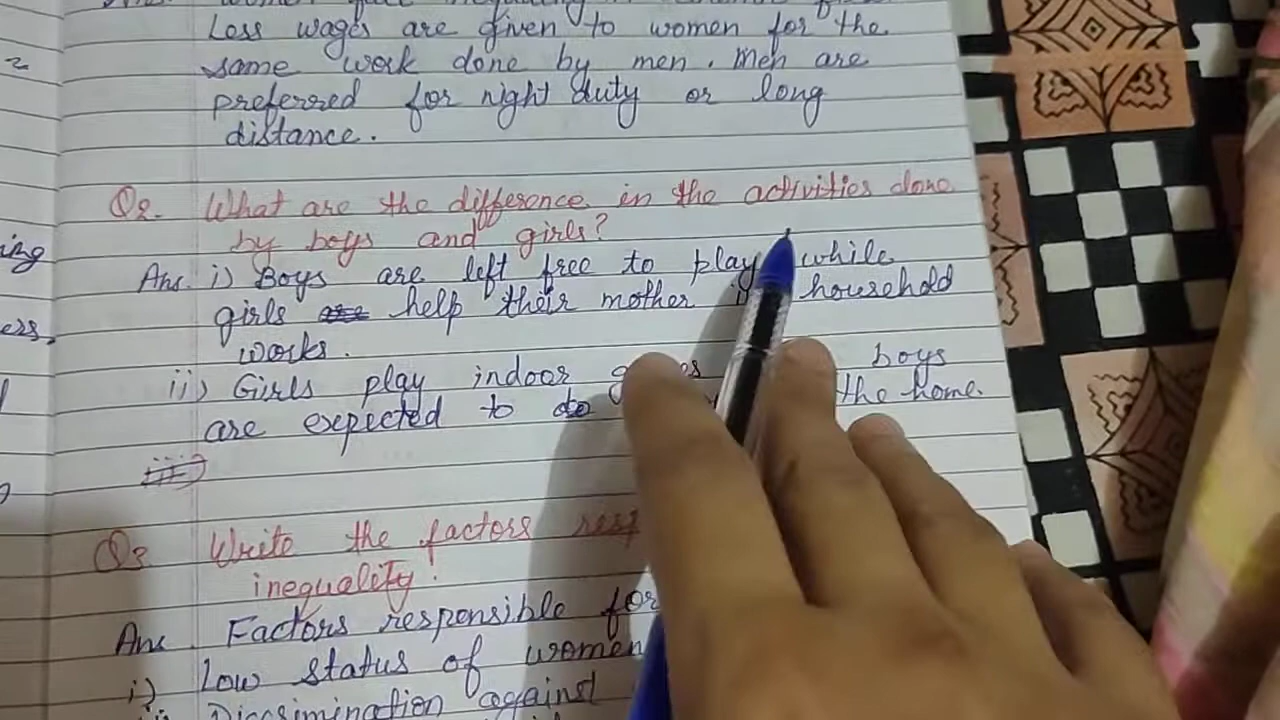 Less wages are given to women for the
same work done by men. Men are
preferred for night duty or long
distance.
Q2. What are the difference in the activities done
by boys and girls?
Ans. i) Boys are left free to play while
girls help their mother household
works.
ii) Girls play indoor boys
are expected to do the home.
Q3 Write the factors
inequality.
Ans. Factors responsible for
i) Low status of women
Discrimination against